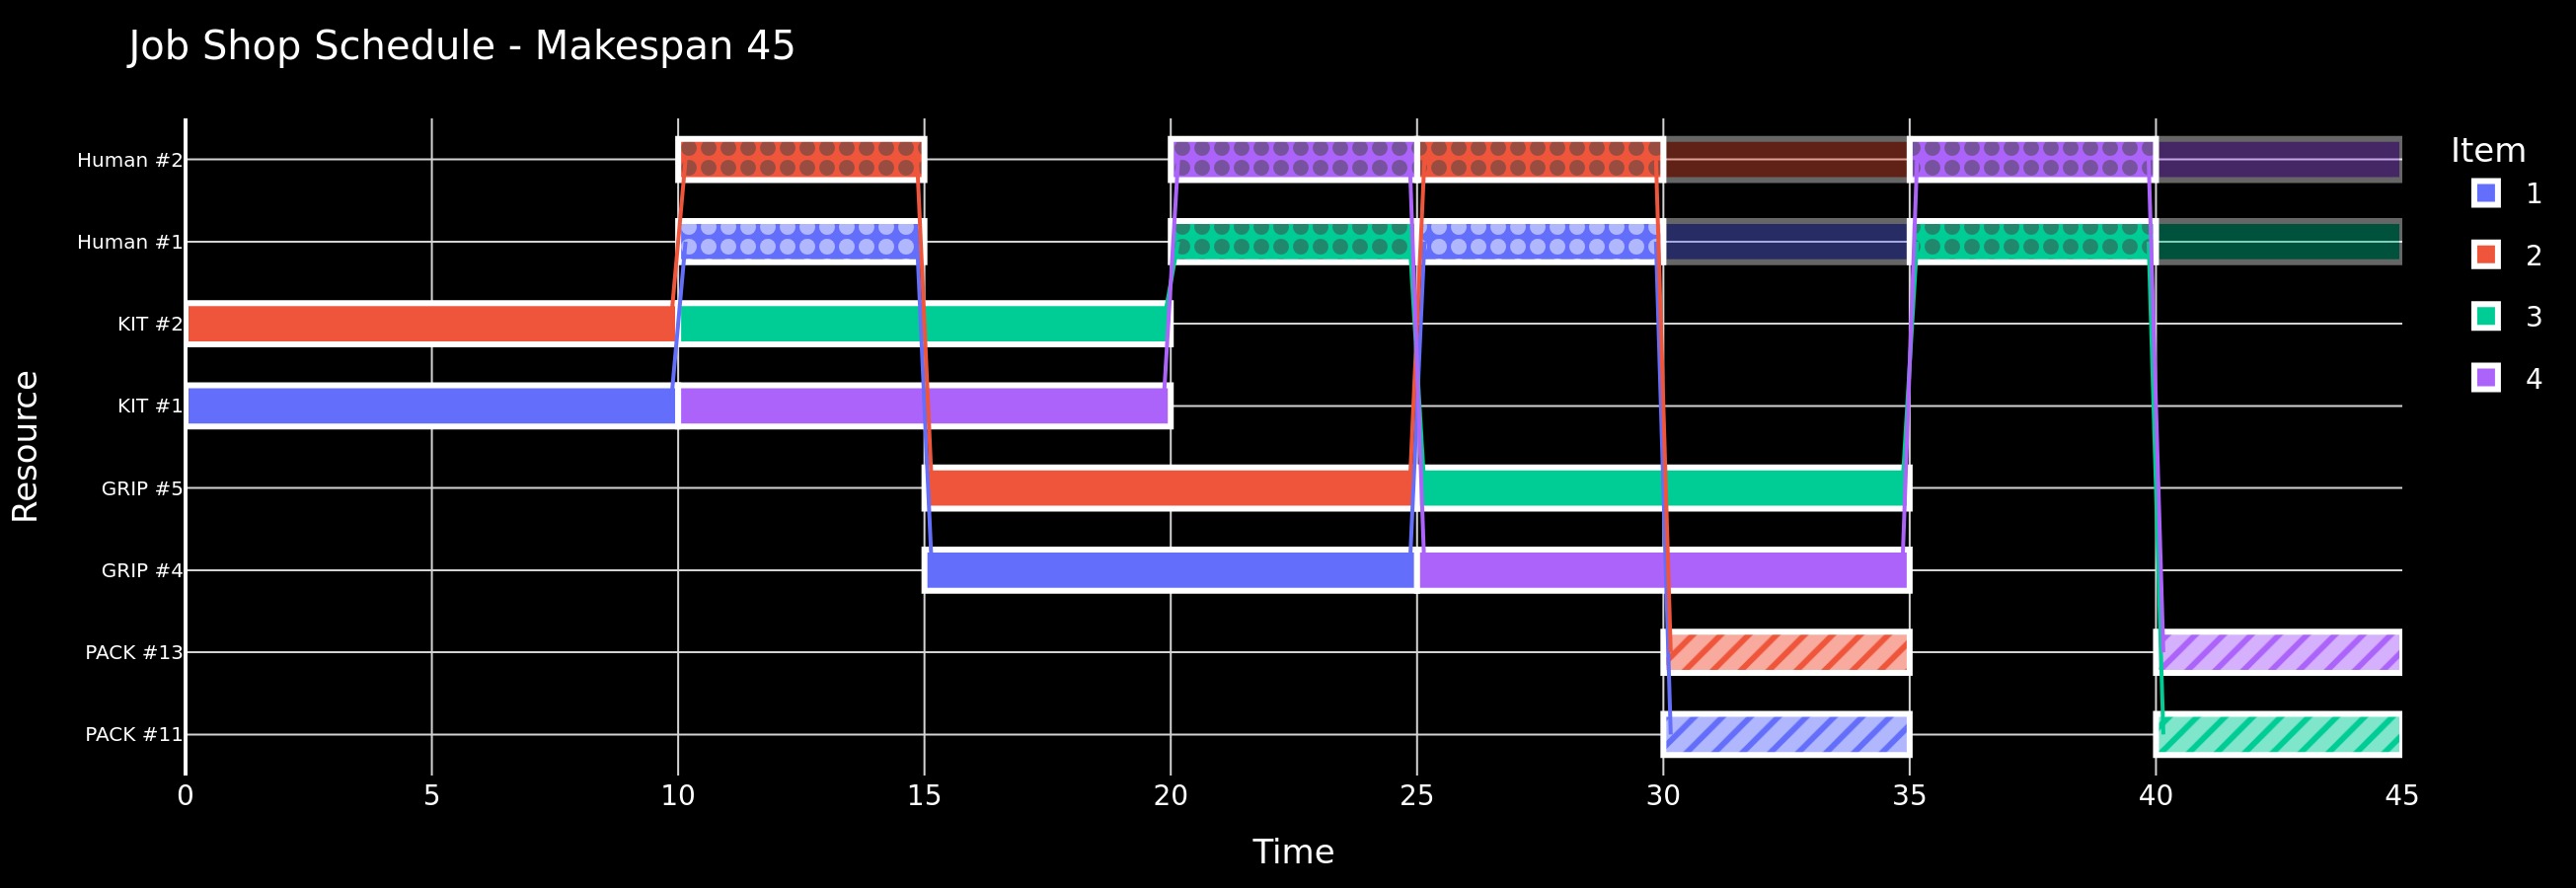 Job Shop Schedule - Makespan 45
Item
1
2
3
4
Resource
Human #2
Human #1
KIT #2
KIT #1
GRIP #5
GRIP #4
PACK #13
PACK #11
0 5 10 15 20 25 30 35 40 45
Time